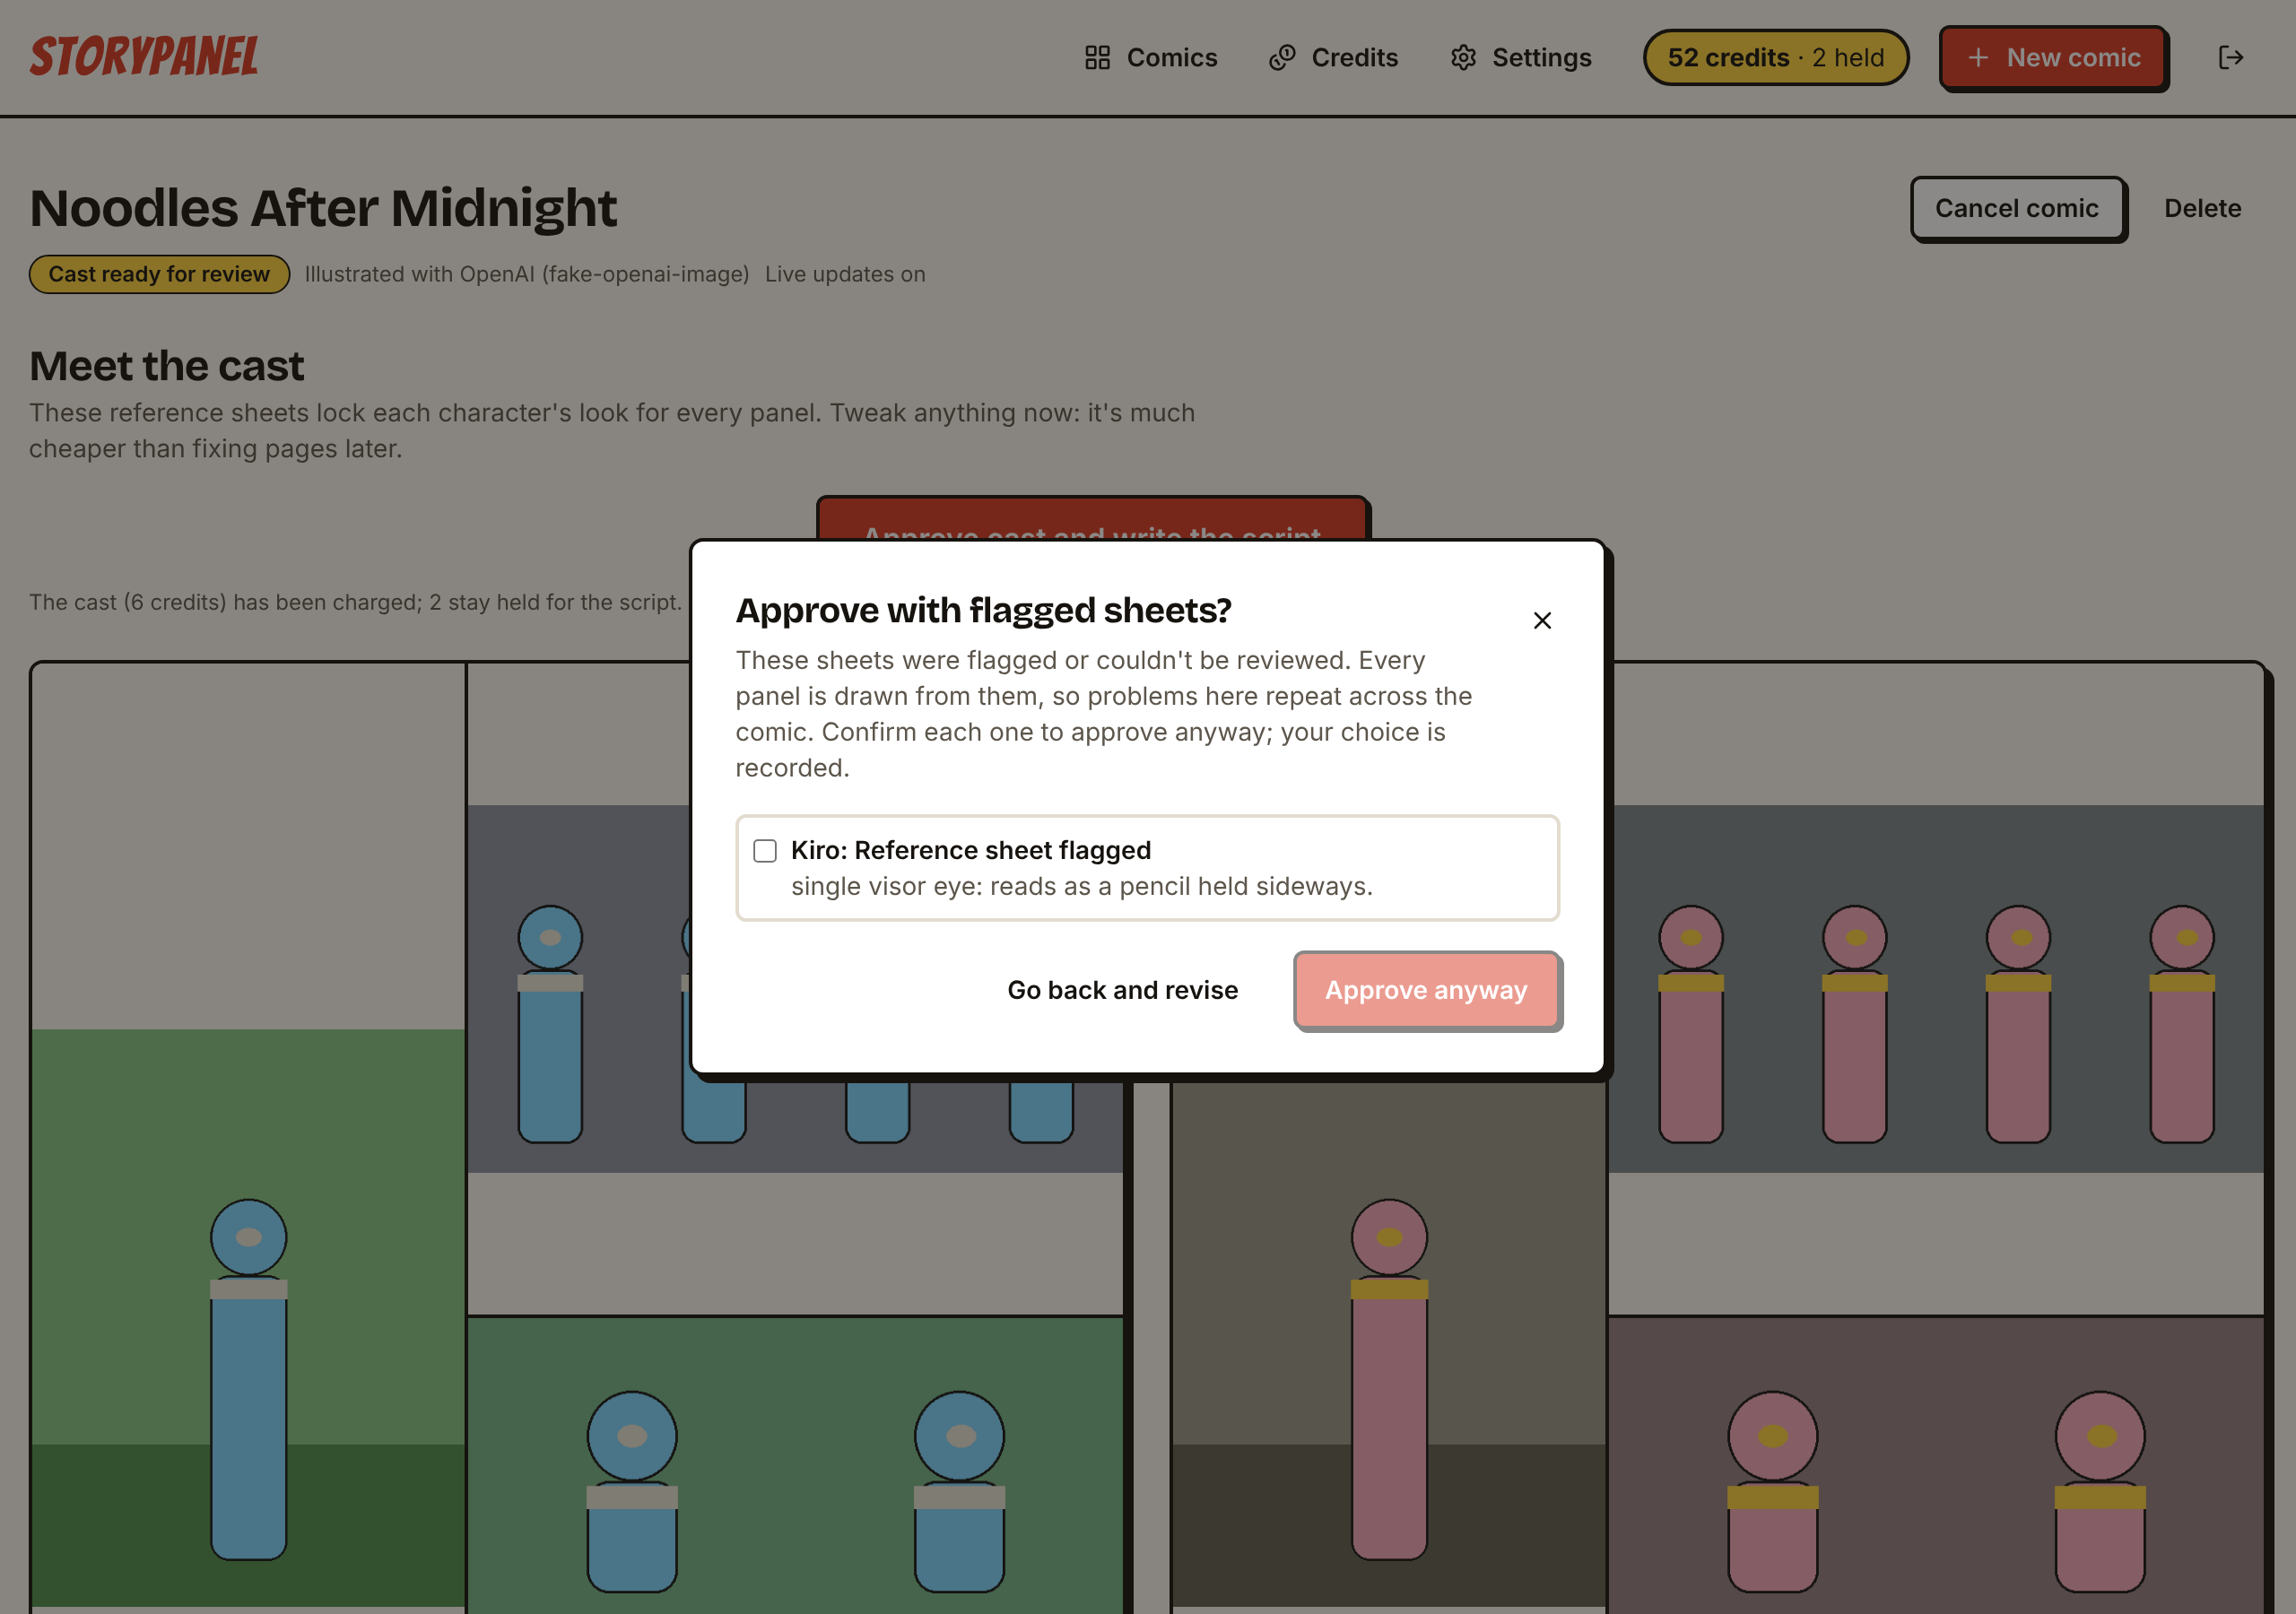 STORYPANEL
Comics
Credits
Settings
52 credits · 2 held
New comic
Noodles After Midnight
Cancel comic
Delete
Cast ready for review
Illustrated with OpenAI (fake-openai-image)
Live updates on
Meet the cast
These reference sheets lock each character's look for every panel. Tweak anything now: it's much
cheaper than fixing pages later.
Approve cast and write the script
The cast (6 credits) has been charged; 2 stay held for the script.
Approve with flagged sheets?
These sheets were flagged or couldn't be reviewed. Every
panel is drawn from them, so problems here repeat across the
comic. Confirm each one to approve anyway; your choice is
recorded.
Kiro: Reference sheet flagged
single visor eye: reads as a pencil held sideways.
Go back and revise
Approve anyway